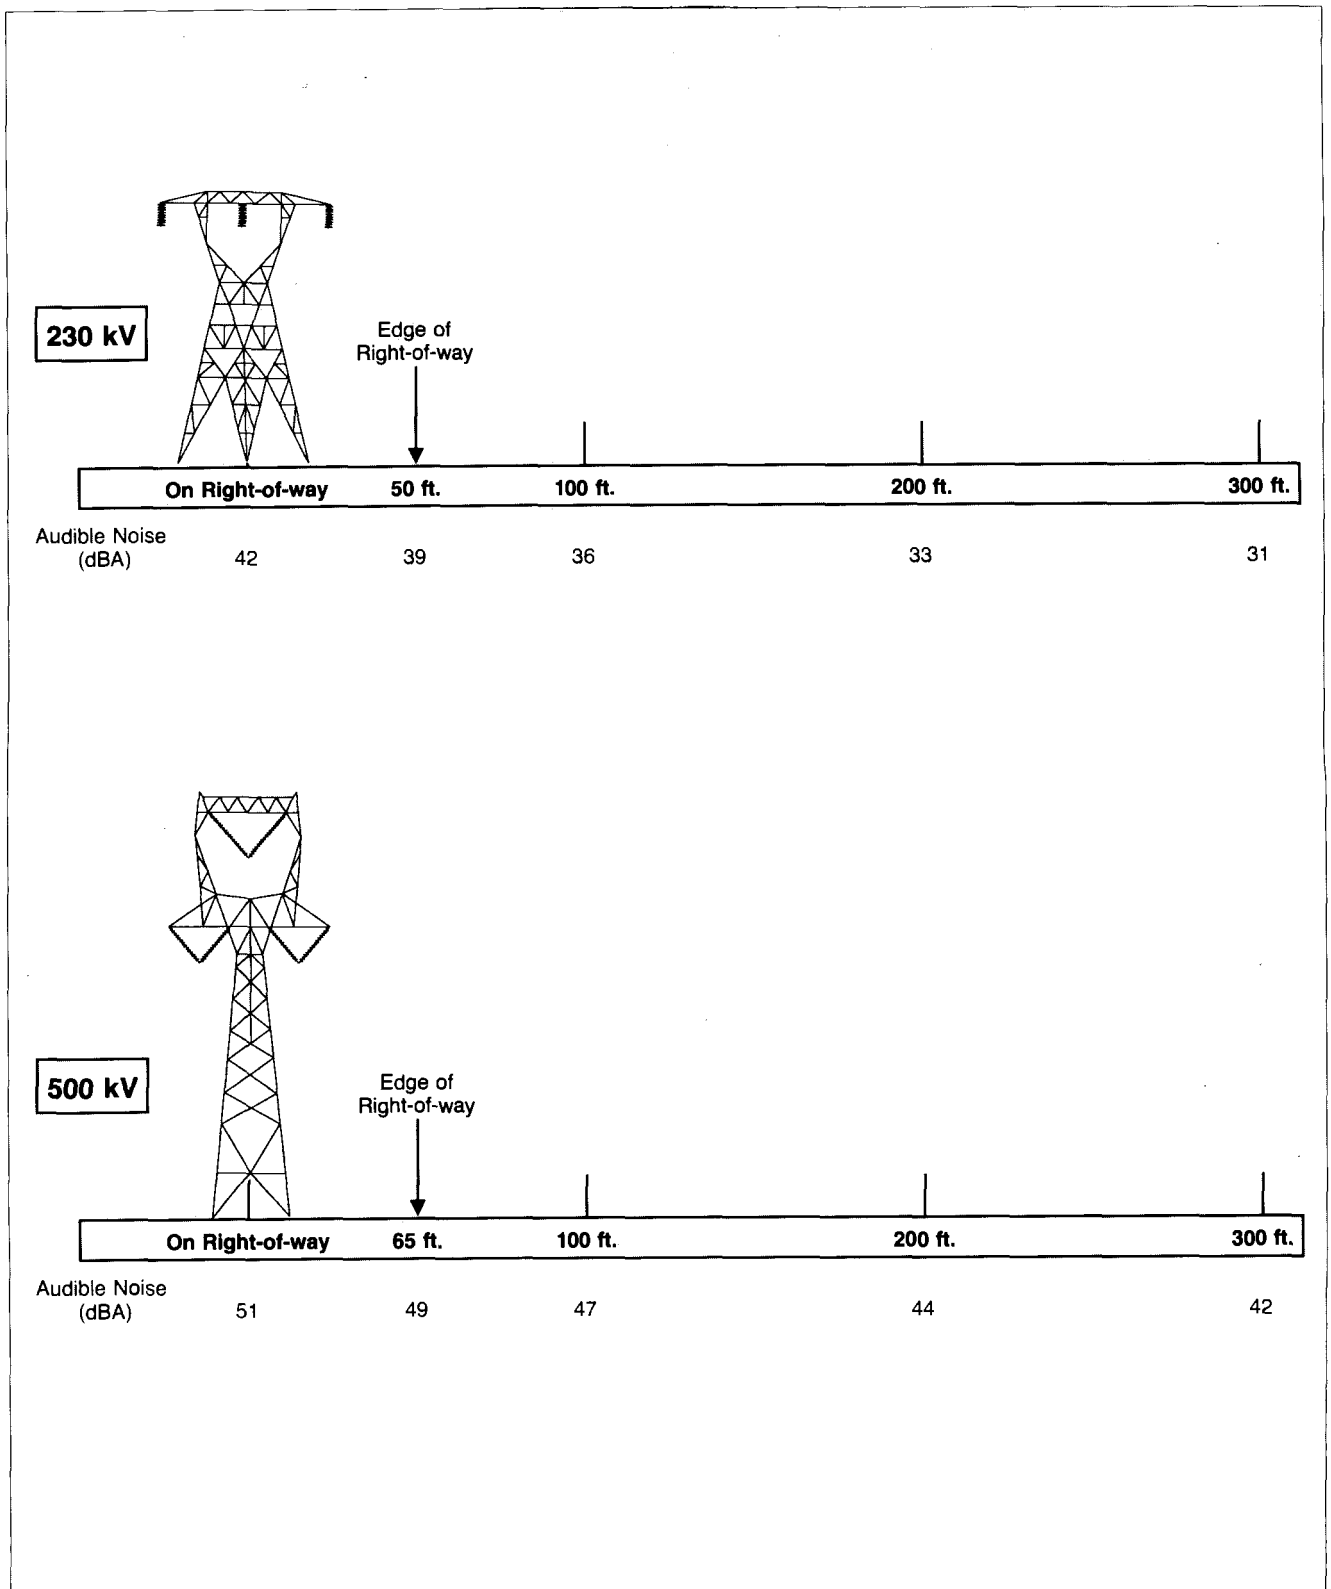 230 kV
Edge of
Right-of-way
On Right-of-way 50 ft. 100 ft. 200 ft. 300 ft.
Audible Noise
(dBA) 42 39 36 33 31
500 kV
Edge of
Right-of-way
On Right-of-way 65 ft. 100 ft. 200 ft. 300 ft.
Audible Noise
(dBA) 51 49 47 44 42